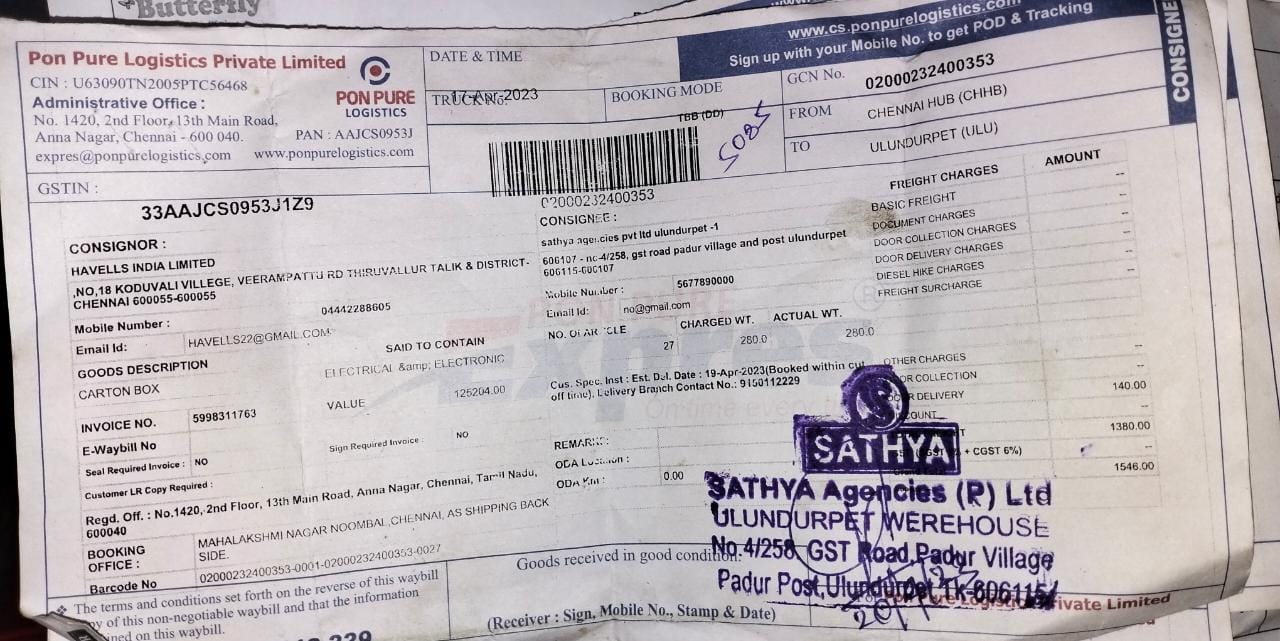 Butterfly
Pon Pure Logistics Private Limited
CIN : U63090TN2005PTC56468
Administrative Office :
No. 1420, 2nd Floor, 13th Main Road,
Anna Nagar, Chennai - 600 040.
PAN : AAJCS0953J
expres@ponpurelogistics.com www.ponpurelogistics.com
PON PURE
LOGISTICS
GSTIN :
33AAJCS0953J1Z9
DATE & TIME
17-Apr-2023
TRUCK No.
BOOKING MODE
TBB (DD)
5085
02000232400353
www.cs.ponpurelogistics.com
Sign up with your Mobile No. to get POD & Tracking
CONSIGNE
GCN No.
02000232400353
FROM
CHENNAI HUB (CHHB)
TO
ULUNDURPET (ULU)
CONSIGNOR :
HAVELLS INDIA LIMITED
,NO,18 KODUVALI VILLEGE, VEERAMPATTU RD THIRUVALLUR TALIK & DISTRICT-
CHENNAI 600055-600055
Mobile Number :
04442288605
Email Id:
HAVELLS22@GMAIL.COM
CONSIGNEE :
sathya agencies pvt ltd ulundurpet -1
606107 - no-4/258, gst road padur village and post ulundurpet
606115-606107
Mobile Number :
5677890000
Email Id:
no@gmail.com
GOODS DESCRIPTION
SAID TO CONTAIN
CARTON BOX
ELECTRICAL &amp; ELECTRONIC
NO. OF AR TCLE
CHARGED WT.
ACTUAL WT.
27
280.0
280.0
VALUE
125204.00
Cus. Spec. Inst : Est. Del. Date : 19-Apr-2023(Booked within cut
off time), Delivery Branch Contact No.: 9150112229
INVOICE NO.
5998311763
E-Waybill No
Seal Required Invoice :
NO
Sign Required Invoice :
NO
REMARKS:
Customer LR Copy Required :
ODA Location :
ODA Km :
0.00
Regd. Off. : No.1420, 2nd Floor, 13th Main Road, Anna Nagar, Chennai, Tamil Nadu,
600040
BOOKING
OFFICE :
MAHALAKSHMI NAGAR NOOMBAL,CHENNAI, AS SHIPPING BACK
SIDE.
Barcode No
02000232400353-0001-02000232400353-0027
FREIGHT CHARGES
AMOUNT
BASIC FREIGHT
--
DOCUMENT CHARGES
--
DOOR COLLECTION CHARGES
--
DOOR DELIVERY CHARGES
--
DIESEL HIKE CHARGES
--
FREIGHT SURCHARGE
--
OTHER CHARGES
--
OR COLLECTION
--
DELIVERY
140.00
COUNT
--
1380.00
+ CGST 6%)
--
1546.00
PON PURE
Express
On-time every
S
SATHYA
SATHYA Agencies (P) Ltd
ULUNDURPET WEREHOUSE
No.4/258, GST Road,Padur Village
Padur Post,Ulundurpet Tk-606115
Goods received in good condition.
(Receiver : Sign, Mobile No., Stamp & Date)
Pon Pure Logistics Private Limited
The terms and conditions set forth on the reverse of this waybill
py of this non-negotiable waybill and that the information
ined on this waybill.